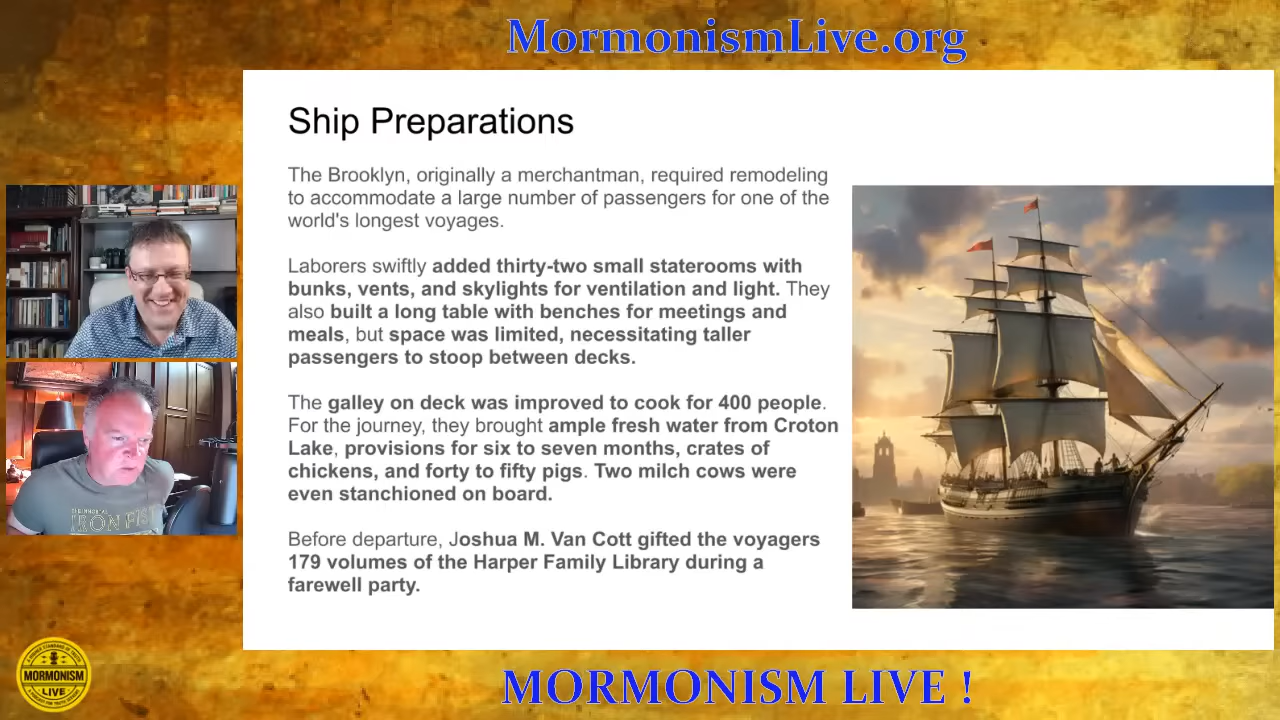 MormonismLive.org
Ship Preparations
The Brooklyn, originally a merchantman, required remodeling
to accommodate a large number of passengers for one of the
world's longest voyages.
Laborers swiftly added thirty-two small staterooms with
bunks, vents, and skylights for ventilation and light. They
also built a long table with benches for meetings and
meals, but space was limited, necessitating taller
passengers to stoop between decks.
The galley on deck was improved to cook for 400 people.
For the journey, they brought ample fresh water from Croton
Lake, provisions for six to seven months, crates of
chickens, and forty to fifty pigs. Two milch cows were
even stanchioned on board.
Before departure, Joshua M. Van Cott gifted the voyagers
179 volumes of the Harper Family Library during a
farewell party.
IRON FIST
MORMONISM
LIVE
MORMONISM LIVE !